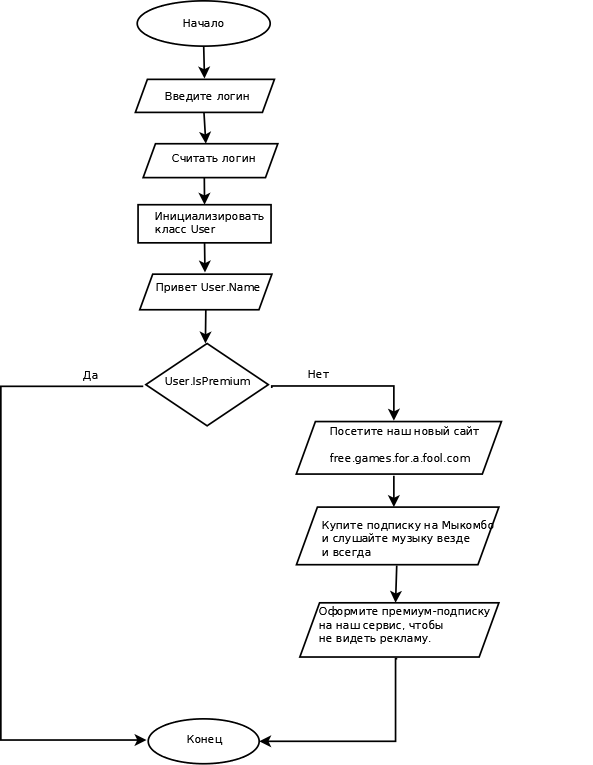 Начало
Введите логин
Считать логин
Инициализировать
класс User
Привет User.Name
User.IsPremium
Да
Нет
Посетите наш новый сайт
free.games.for.a.fool.com
Купите подписку на Мыкомбо
и слушайте музыку везде
и всегда
Оформите премиум-подписку
на наш сервис, чтобы
не видеть рекламу.
Конец